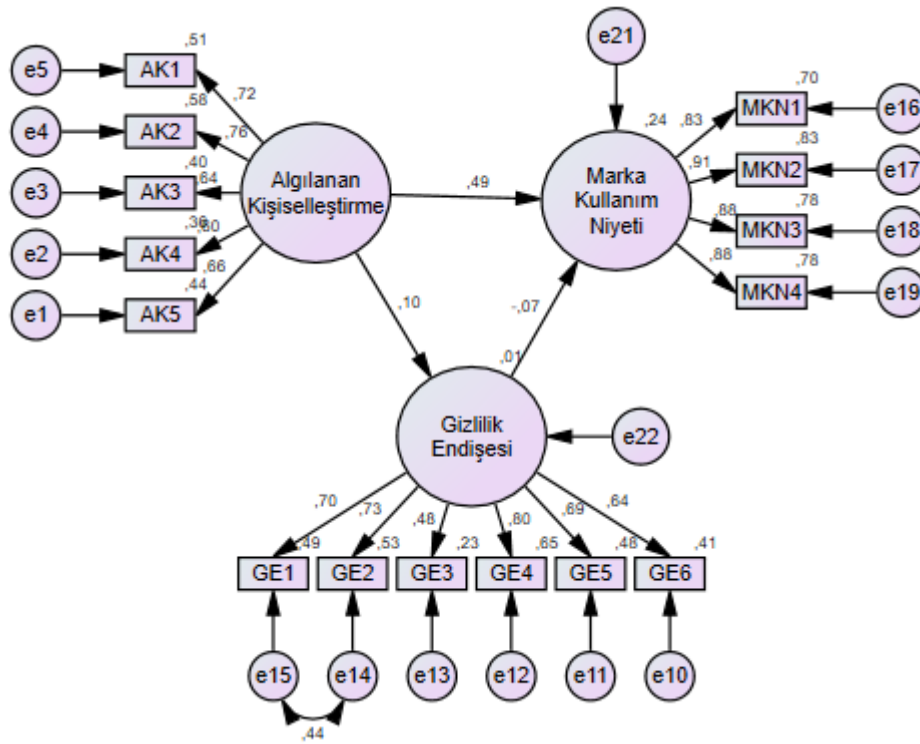 e21
,51
e5
AK1
,72
,24
,83
,70
MKN1
e16
,58
e4
AK2
,76
,83
,91
MKN2
e17
,40
e3
AK3
,64
Algılanan
Kişiselleştirme
,49
Marka
Kullanım
Niyeti
,78
,88
MKN3
e18
e2
AK4
,60
,78
,88
MKN4
e19
,66
,44
e1
AK5
,10
-,07
,01
Gizlilik
Endişesi
e22
,70
,73
,48
,80
,69
,64
,49
,53
,23
,65
,41
GE1
GE2
GE3
GE4
GE5
GE6
e15
e14
e13
e12
e11
e10
,44